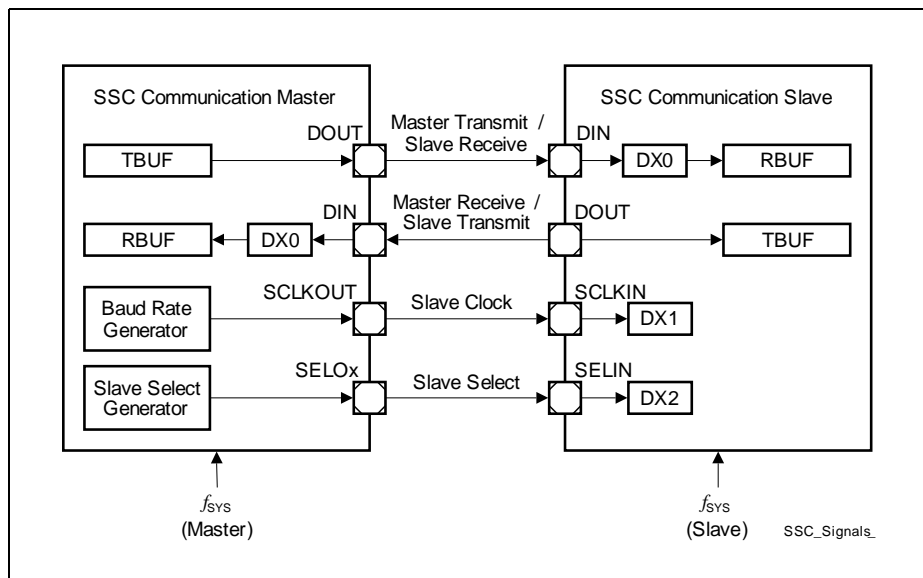 SSC Communication Master
SSC Communication Slave
DOUT
Master Transmit /
Slave Receive
DIN
TBUF
DX0
RBUF
DIN
Master Receive /
Slave Transmit
DOUT
RBUF
DX0
TBUF
SCLKOUT
Slave Clock
SCLKIN
Baud Rate
Generator
DX1
SELOx
Slave Select
SELIN
Slave Select
Generator
DX2
fSYS
(Master)
fSYS
(Slave)
SSC_Signals_